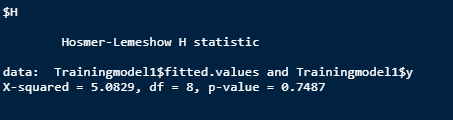 $H
Hosmer-Lemeshow H statistic
data:  Trainingmodel1$fitted.values and Trainingmodel1$y
X-squared = 5.0829, df = 8, p-value = 0.7487